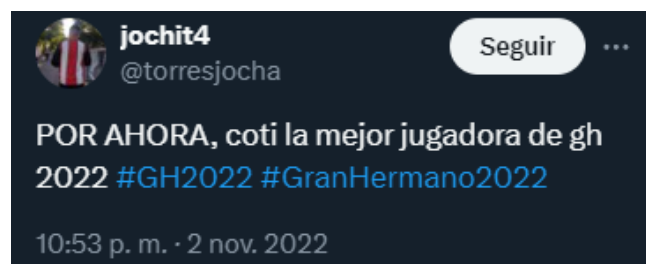 jochit4
Seguir
@torresjocha
POR AHORA, coti la mejor jugadora de gh
2022 #GH2022 #GranHermano2022
10:53 p. m. · 2 nov. 2022